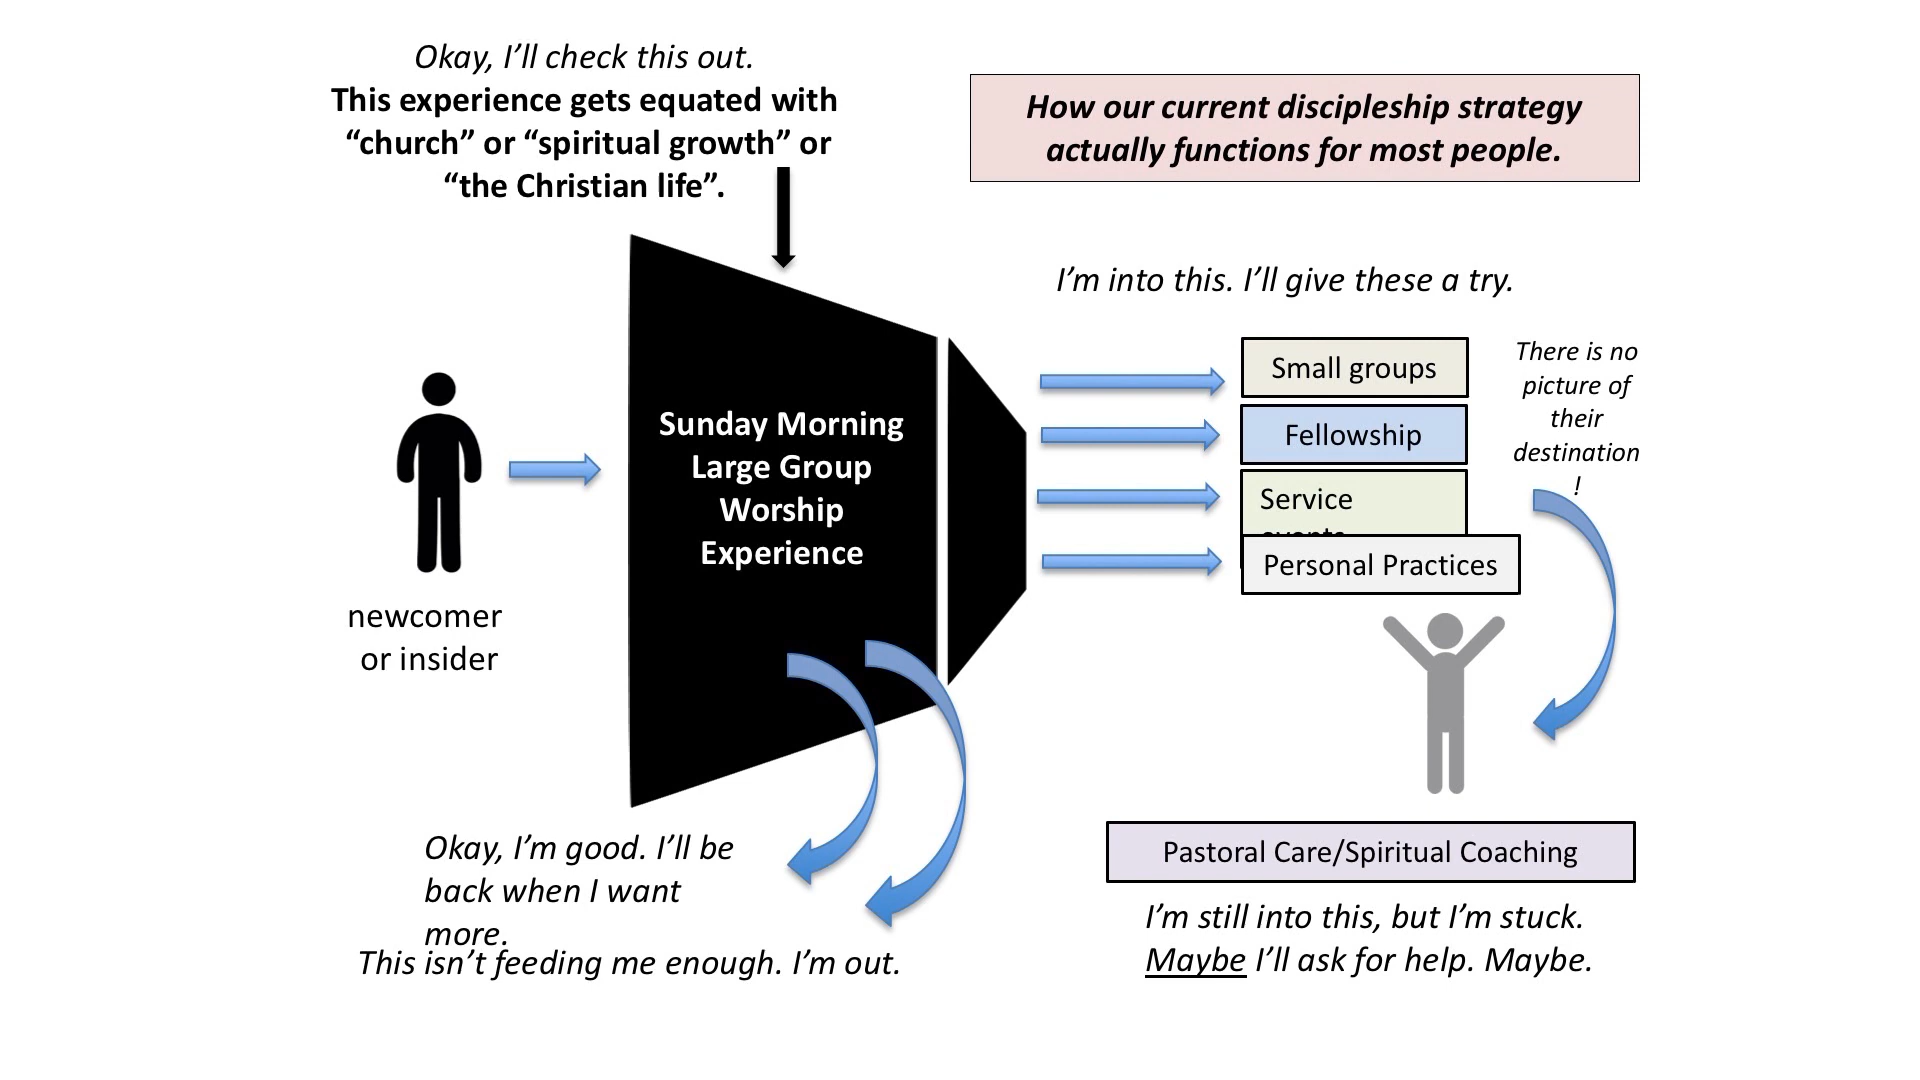 Okay, I’ll check this out.
This experience gets equated with
“church” or “spiritual growth” or
“the Christian life”.
How our current discipleship strategy
actually functions for most people.
I’m into this. I’ll give these a try.
Sunday Morning
Large Group
Worship
Experience
newcomer
or insider
Small groups
Fellowship
Service
events
Personal Practices
There is no
picture of
their
destination
!
Okay, I’m good. I’ll be
back when I want
more.
This isn’t feeding me enough. I’m out.
Pastoral Care/Spiritual Coaching
I’m still into this, but I’m stuck.
Maybe I’ll ask for help. Maybe.